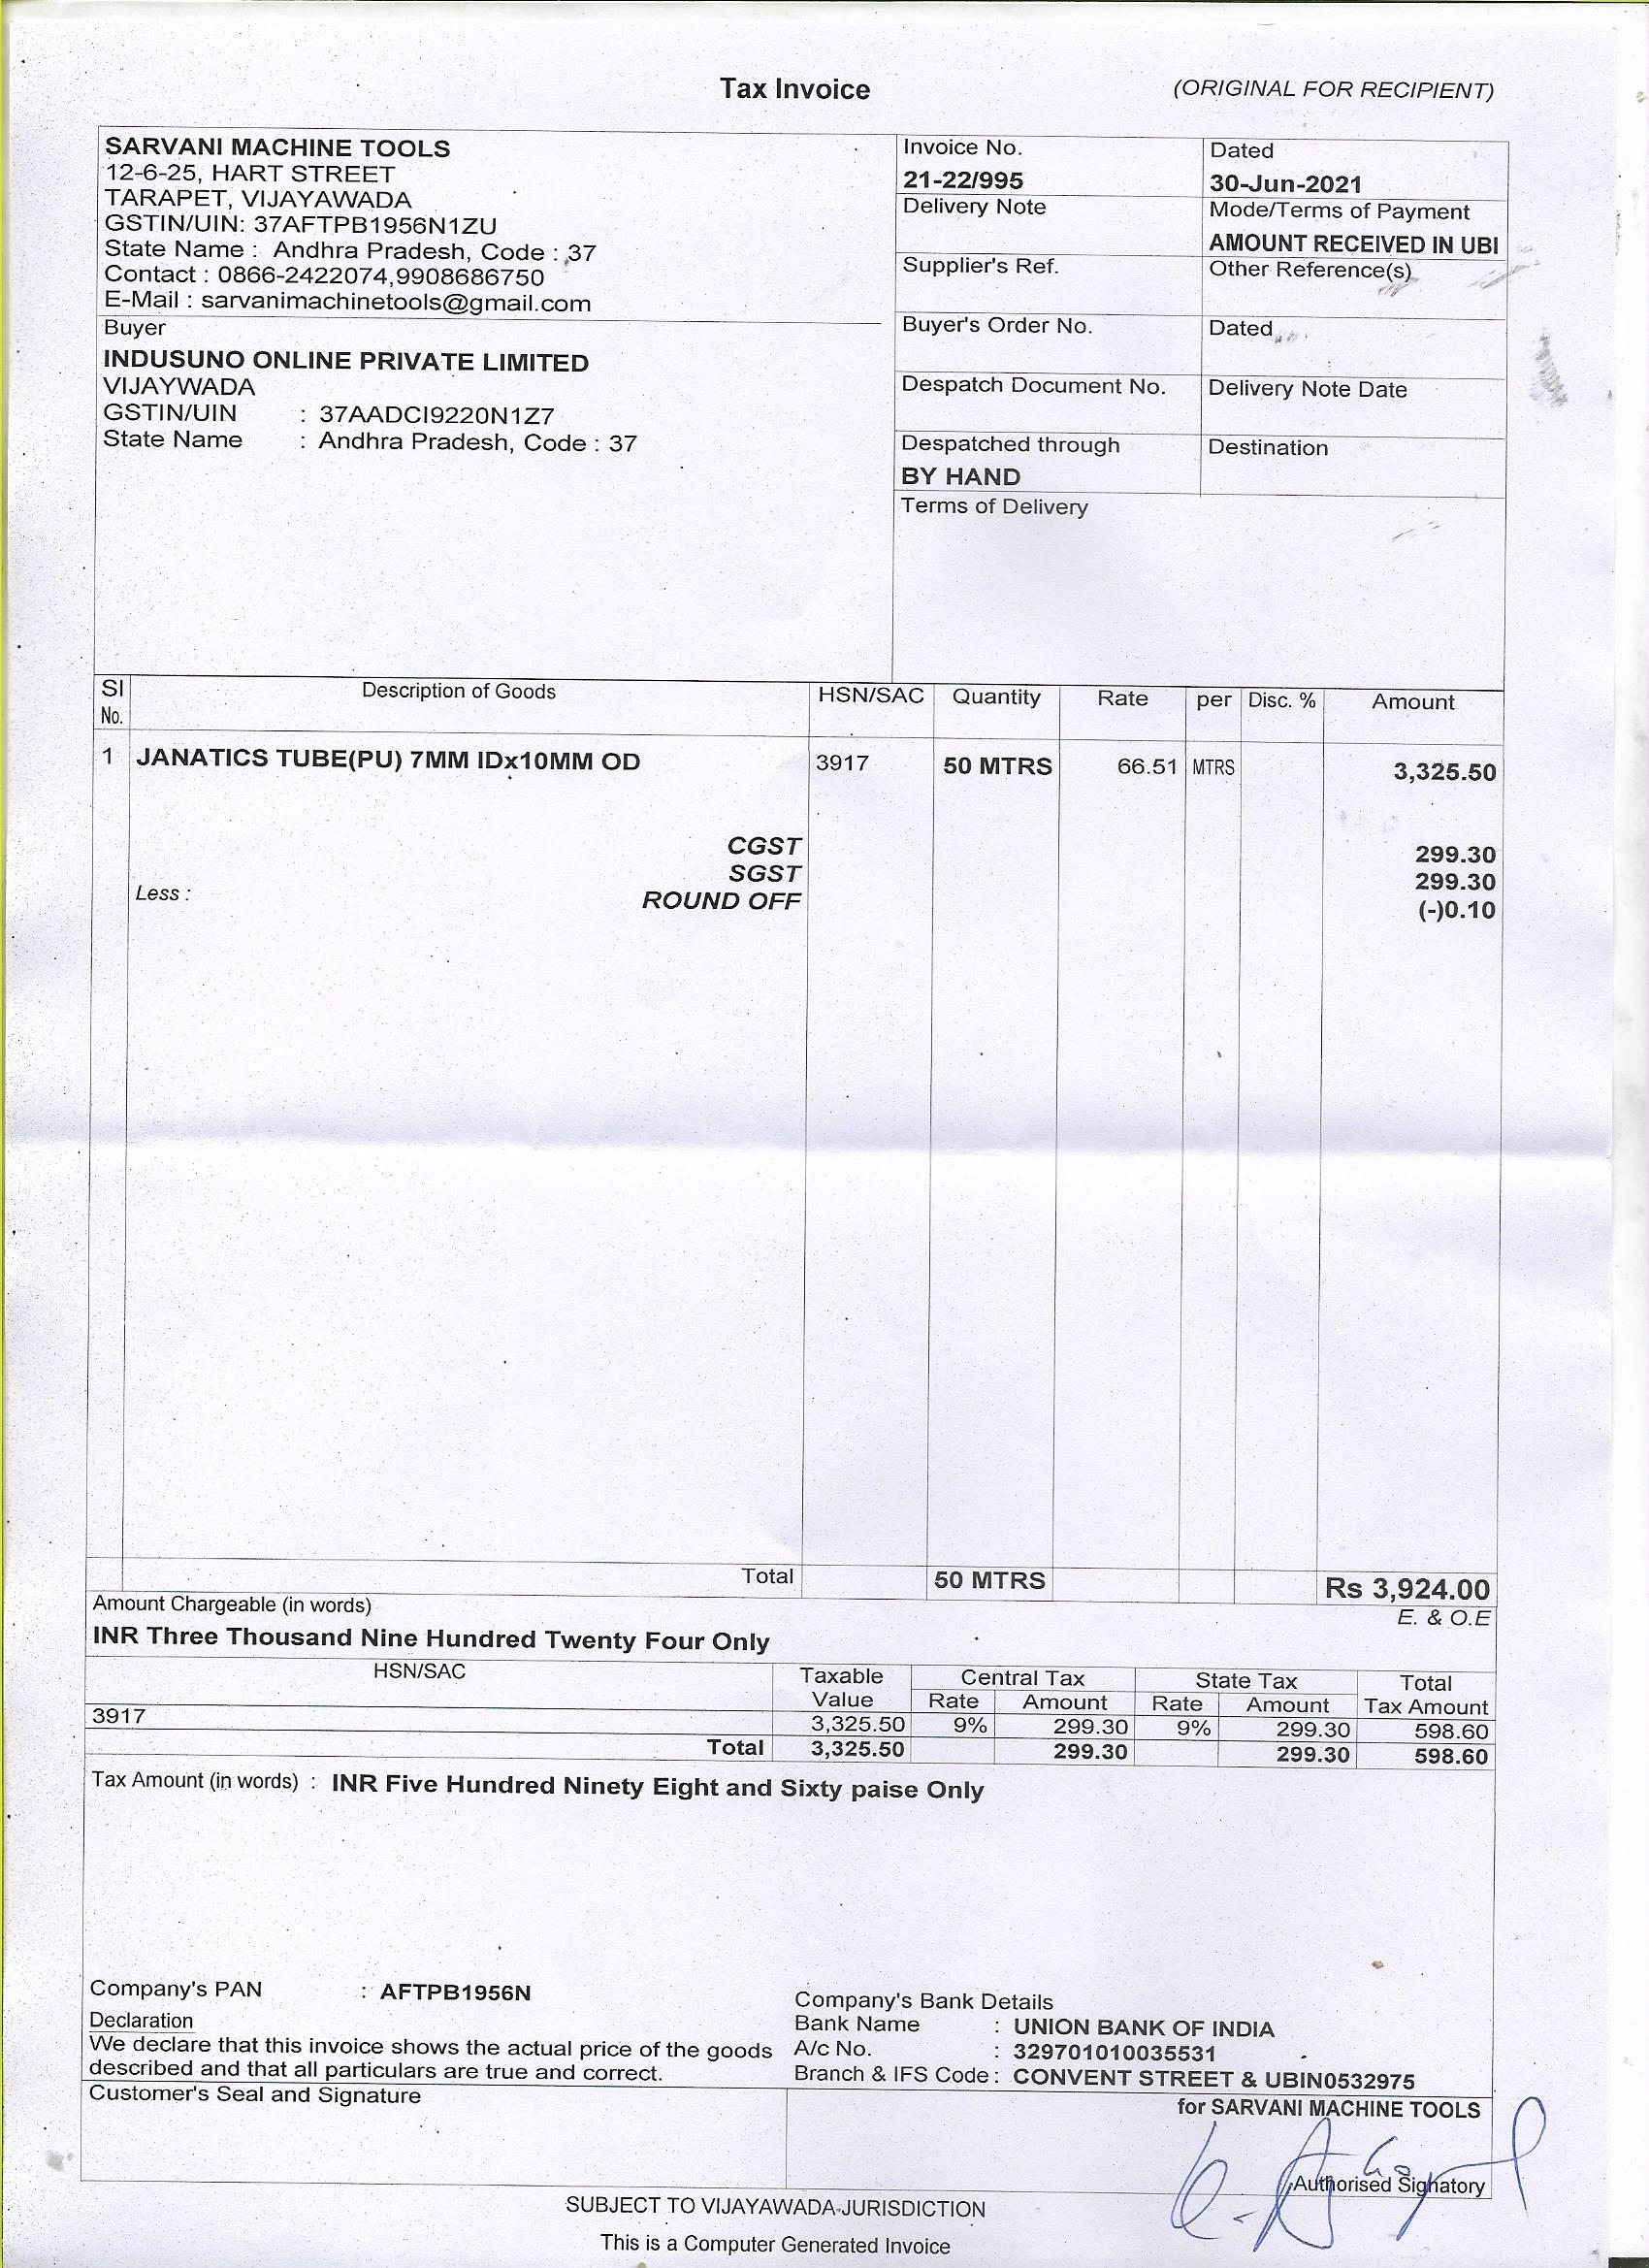 Tax Invoice
(ORIGINAL FOR RECIPIENT)
SARVANI MACHINE TOOLS
12-6-25, HART STREET
TARAPET, VIJAYAWADA
GSTIN/UIN: 37AFTPB1956N1ZU
State Name : Andhra Pradesh, Code : 37
Contact : 0866-2422074,9908686750
E-Mail : sarvanimachinetools@gmail.com
Buyer
INDUSUNO ONLINE PRIVATE LIMITED
VIJAYWADA
GSTIN/UIN : 37AADCI9220N1Z7
State Name : Andhra Pradesh, Code : 37
Invoice No.
21-22/995
Dated
30-Jun-2021
Delivery Note
Mode/Terms of Payment
AMOUNT RECEIVED IN UBI
Supplier's Ref.
Other Reference(s)
Buyer's Order No.
Dated
Despatch Document No.
Delivery Note Date
Despatched through
BY HAND
Destination
Terms of Delivery
Sl No. Description of Goods HSN/SAC Quantity Rate per Disc. % Amount
1 JANATICS TUBE(PU) 7MM IDx10MM OD 3917 50 MTRS 66.51 MTRS 3,325.50
CGST 299.30
SGST 299.30
Less : ROUND OFF (-)0.10
Total 50 MTRS Rs 3,924.00
Amount Chargeable (in words) E. & O.E
INR Three Thousand Nine Hundred Twenty Four Only
HSN/SAC Taxable Value Central Tax State Tax Total Tax Amount
Rate Amount Rate Amount
3917 3,325.50 9% 299.30 9% 299.30 598.60
Total 3,325.50 299.30 299.30 598.60
Tax Amount (in words) : INR Five Hundred Ninety Eight and Sixty paise Only
Company's PAN : AFTPB1956N
Declaration
We declare that this invoice shows the actual price of the goods
described and that all particulars are true and correct.
Company's Bank Details
Bank Name : UNION BANK OF INDIA
A/c No. : 329701010035531
Branch & IFS Code : CONVENT STREET & UBIN0532975
Customer's Seal and Signature
for SARVANI MACHINE TOOLS
Authorised Signatory
SUBJECT TO VIJAYAWADA JURISDICTION
This is a Computer Generated Invoice